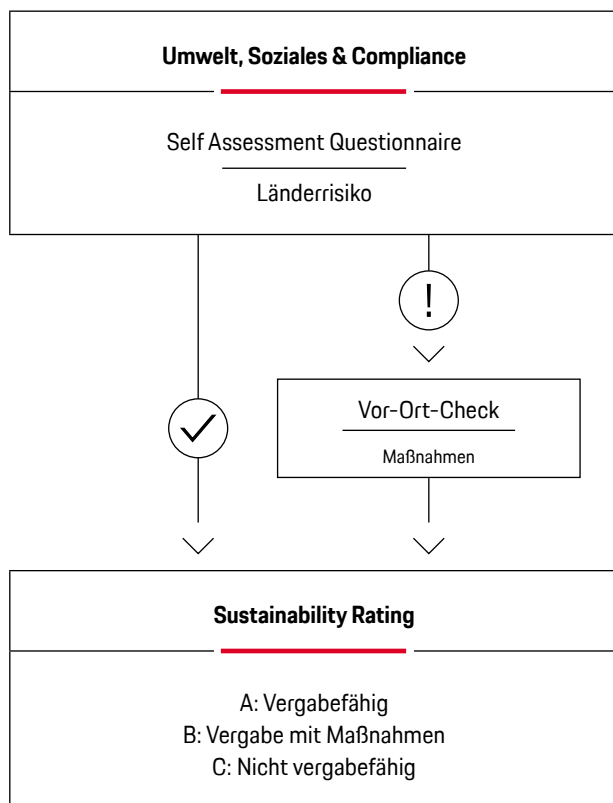 Umwelt, Soziales & Compliance
Self Assessment Questionnaire
Länderrisiko
!
Vor-Ort-Check
Maßnahmen
Sustainability Rating
A: Vergabefähig
B: Vergabe mit Maßnahmen
C: Nicht vergabefähig